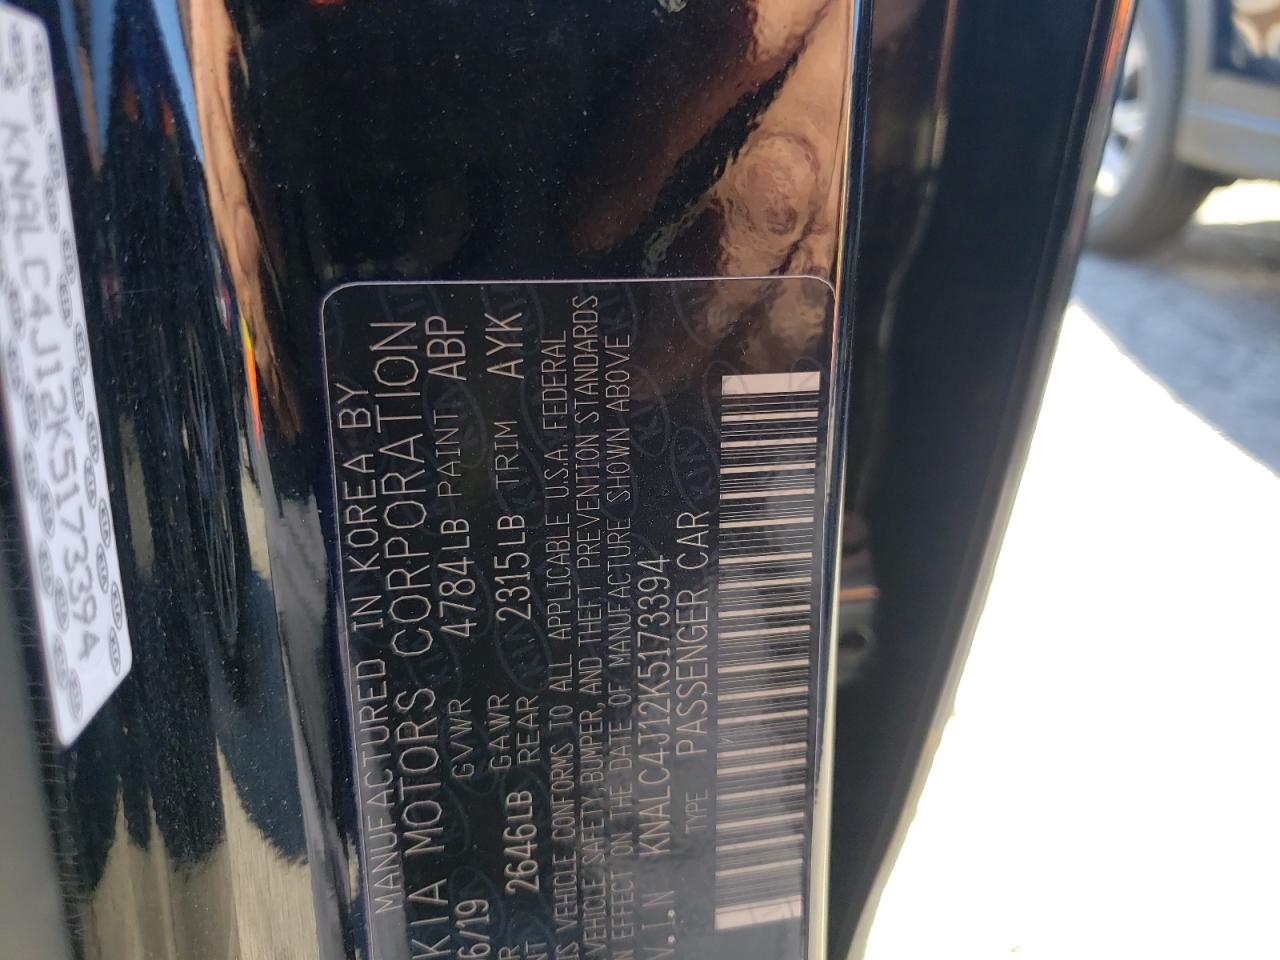 KNALC4J12K5173394
MANUFACTURED IN KOREA BY
KIA MOTORS CORPORATION
6/19 GVWR 4784LB PAINT ABP
GAWR
2646LB REAR 2315LB TRIM AYK
THIS VEHICLE CONFORMS TO ALL APPLICABLE U.S.A FEDERAL
VEHICLE SAFETY, BUMPER, AND THEFT PREVENTION STANDARDS
IN EFFECT ON THE DATE OF MANUFACTURE SHOWN ABOVE
V.I.N KNALC4J12K5173394
TYPE PASSENGER CAR